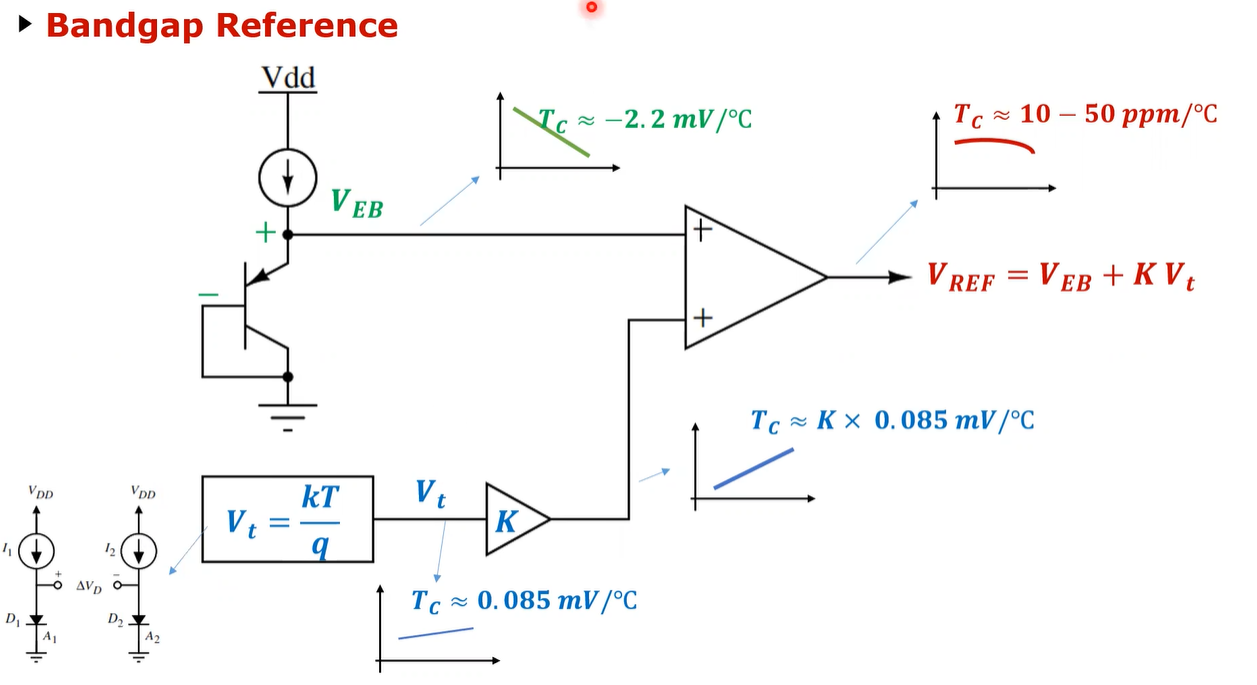 Bandgap Reference
Vdd
T_C ≈ −2.2 mV/°C
T_C ≈ 10 − 50 ppm/°C
V_EB
+
−
+
+
V_REF = V_EB + K V_t
T_C ≈ K × 0.085 mV/°C
V_t = kT/q
V_t
K
T_C ≈ 0.085 mV/°C
V_DD V_DD
I_1 I_2
+ ΔV_D −
D_1 D_2
A_1 A_2